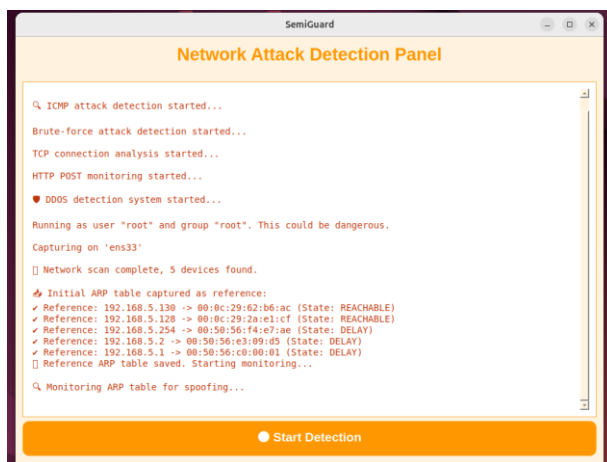 SemiGuard
Network Attack Detection Panel
🔍 ICMP attack detection started...
Brute-force attack detection started...
TCP connection analysis started...
HTTP POST monitoring started...
🛡 DDOS detection system started...
Running as user "root" and group "root". This could be dangerous.
Capturing on 'ens33'
▯ Network scan complete, 5 devices found.
📥 Initial ARP table captured as reference:
✔ Reference: 192.168.5.130 -> 00:0c:29:62:b6:ac (State: REACHABLE)
✔ Reference: 192.168.5.128 -> 00:0c:29:2a:e1:cf (State: REACHABLE)
✔ Reference: 192.168.5.254 -> 00:50:56:f4:e7:ae (State: DELAY)
✔ Reference: 192.168.5.2 -> 00:50:56:e3:09:d5 (State: DELAY)
✔ Reference: 192.168.5.1 -> 00:50:56:c0:00:01 (State: DELAY)
▯ Reference ARP table saved. Starting monitoring...
🔍 Monitoring ARP table for spoofing...
Start Detection